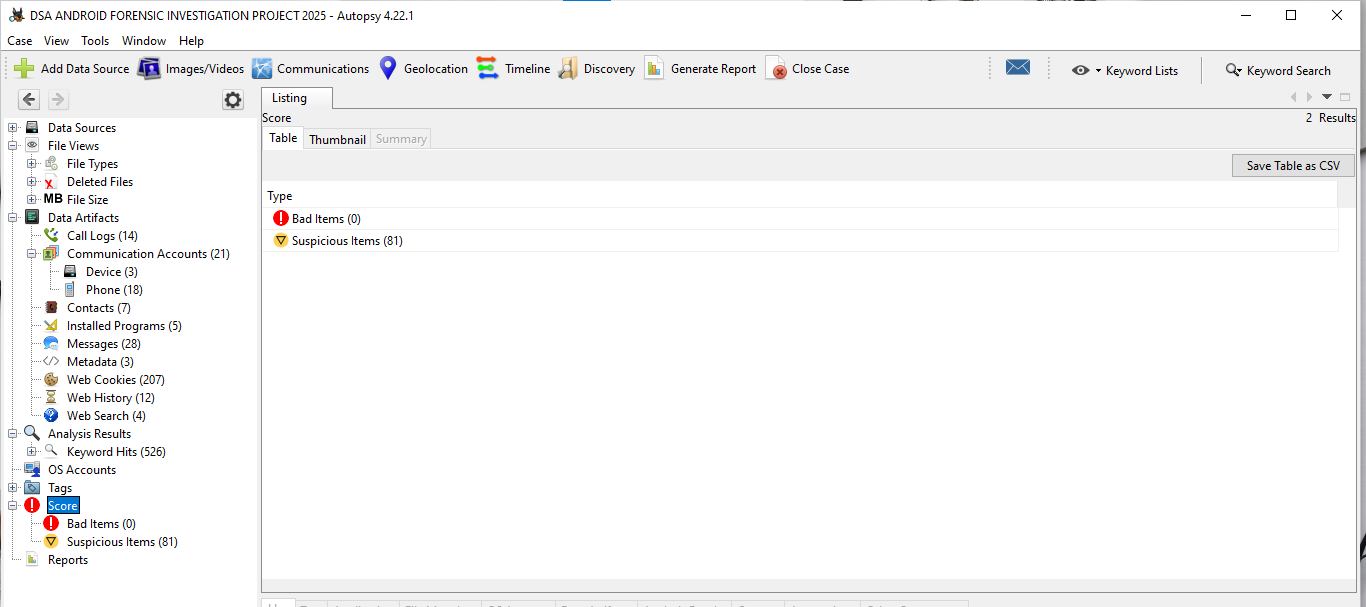 DSA ANDROID FORENSIC INVESTIGATION PROJECT 2025 - Autopsy 4.22.1
Case View Tools Window Help
Add Data Source Images/Videos Communications Geolocation Timeline Discovery Generate Report Close Case Keyword Lists Keyword Search
Listing
Score 2 Results
Table Thumbnail Summary
Save Table as CSV
Type
Bad Items (0)
Suspicious Items (81)
Data Sources
File Views
File Types
Deleted Files
MB File Size
Data Artifacts
Call Logs (14)
Communication Accounts (21)
Device (3)
Phone (18)
Contacts (7)
Installed Programs (5)
Messages (28)
Metadata (3)
Web Cookies (207)
Web History (12)
Web Search (4)
Analysis Results
Keyword Hits (526)
OS Accounts
Tags
Score
Bad Items (0)
Suspicious Items (81)
Reports